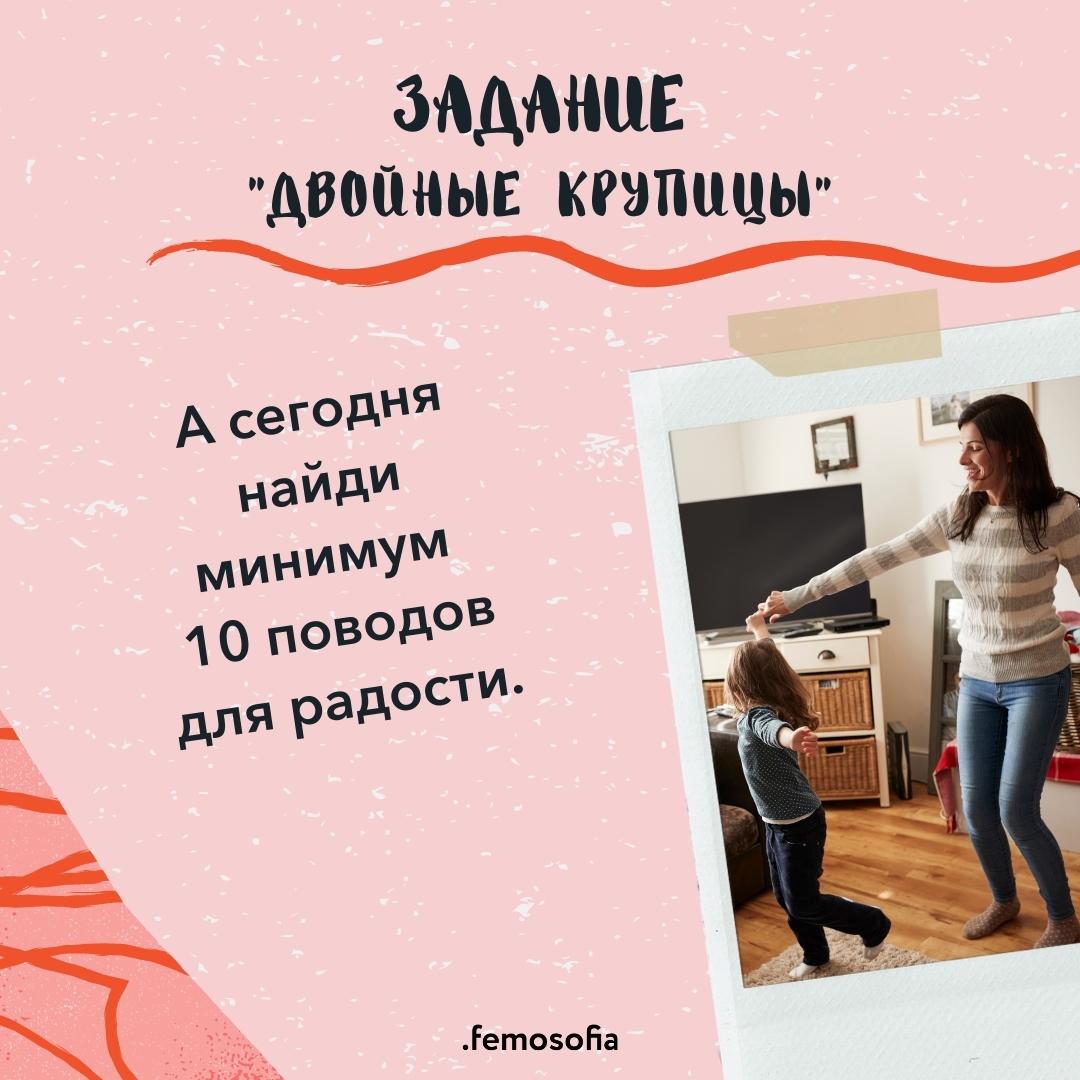 ЗАДАНИЕ
"ДВОЙНЫЕ КРУПИЦЫ"
А сегодня
найди
минимум
10 поводов
для радости.
.femosofia